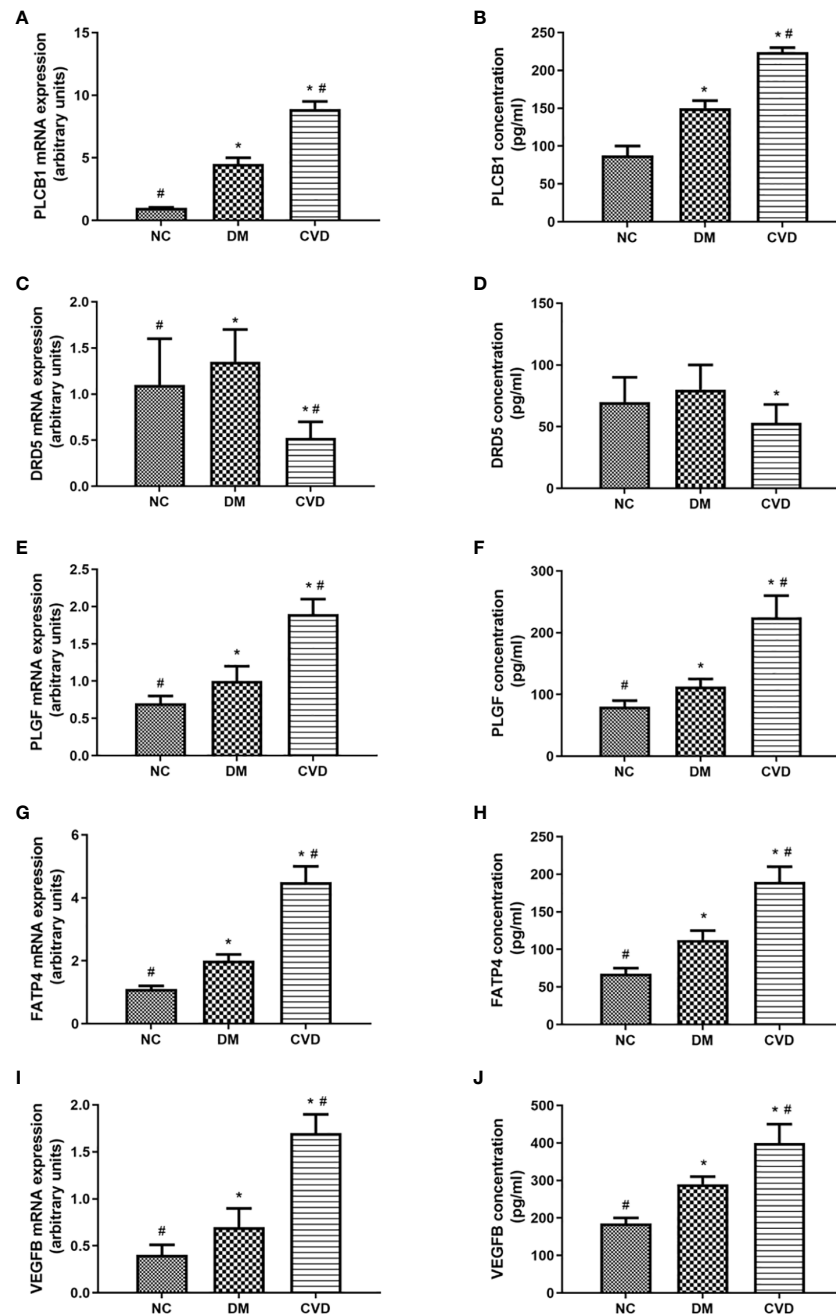 A
PLCB1 mRNA expression
(arbitrary units)
15
10
5
0
#
*
* #
NC DM CVD
B
PLCB1 concentration
(pg/ml)
250
200
150
100
50
0
*
* #
NC DM CVD
C
DRD5 mRNA expression
(arbitrary units)
2.0
1.5
1.0
0.5
0.0
#
*
* #
NC DM CVD
D
DRD5 concentration
(pg/ml)
150
100
50
0
*
NC DM CVD
E
PLGF mRNA expression
(arbitrary units)
2.5
2.0
1.5
1.0
0.5
0.0
#
*
* #
NC DM CVD
F
PLGF concentration
(pg/ml)
300
200
100
0
#
*
* #
NC DM CVD
G
FATP4 mRNA expression
(arbitrary units)
6
4
2
0
#
*
* #
NC DM CVD
H
FATP4 concentration
(pg/ml)
250
200
150
100
50
0
#
*
* #
NC DM CVD
I
VEGFB mRNA expression
(arbitrary units)
2.0
1.5
1.0
0.5
0.0
#
*
* #
NC DM CVD
J
VEGFB concentration
(pg/ml)
500
400
300
200
100
0
#
*
* #
NC DM CVD